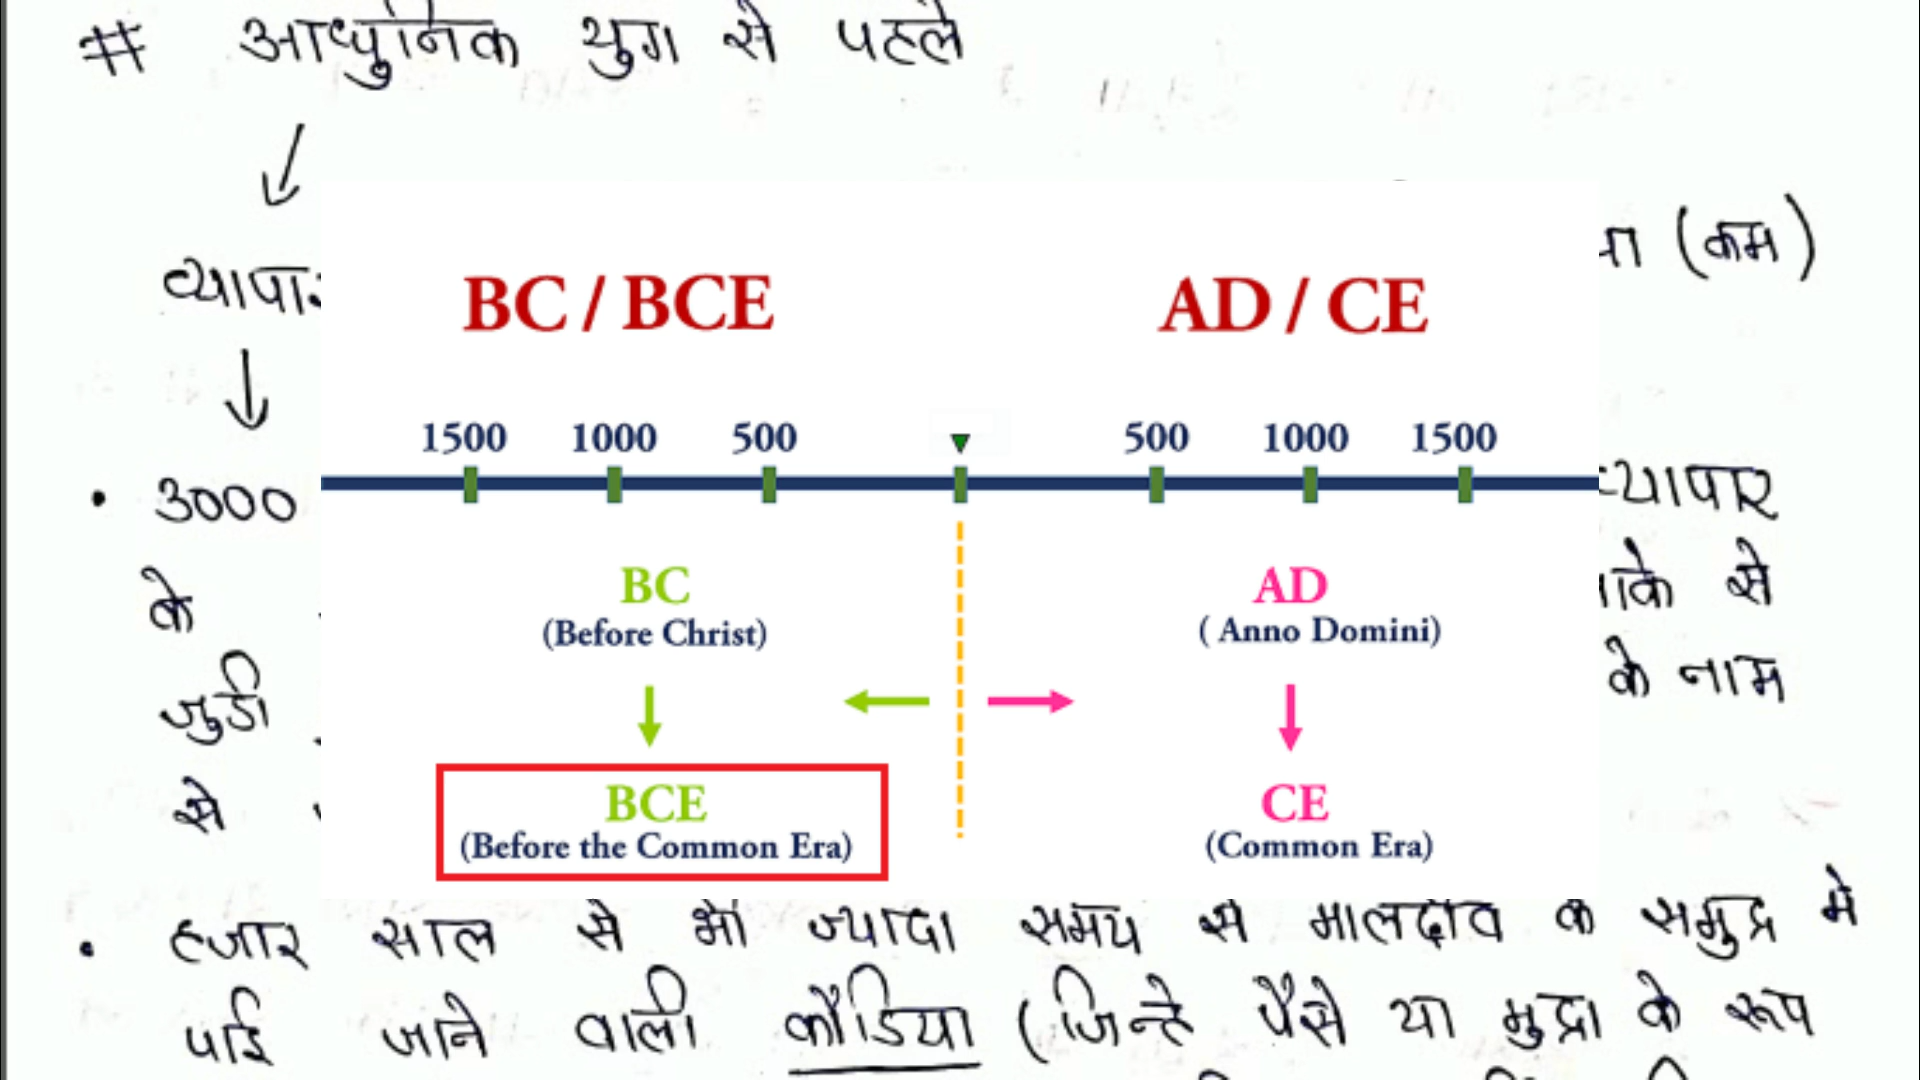 # आधुनिक युग से पहले
(कम)
BC / BCE AD / CE
1500 1000 500 500 1000 1500
• 3000
BC AD
(Before Christ) ( Anno Domini)
के से
जुडी के नाम
BCE CE
से
(Before the Common Era) (Common Era)
• हजार साल से भी ज्यादा समय से मालदीव के समुद्र में
पाई जाने वाली कौडिया (जिन्हे पैसे या मुद्रा के रूप